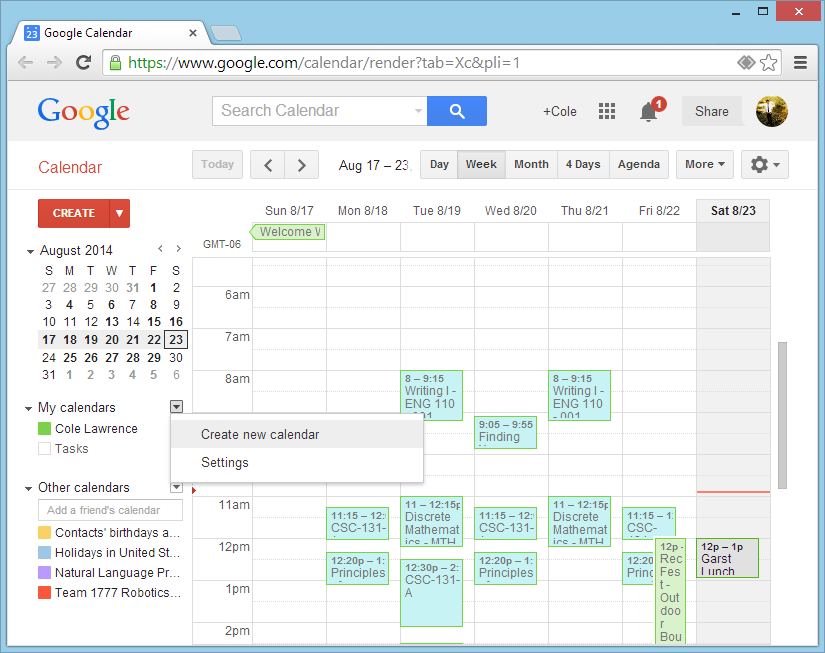 23 Google Calendar
https://www.google.com/calendar/render?tab=Xc&pli=1
Google
Search Calendar
+Cole
1
Share
Calendar
Today
Aug 17 – 23,
Day Week Month 4 Days Agenda
More
CREATE
Sun 8/17 Mon 8/18 Tue 8/19 Wed 8/20 Thu 8/21 Fri 8/22 Sat 8/23
GMT-06
Welcome W
August 2014
S M T W T F S
27 28 29 30 31 1 2
3 4 5 6 7 8 9
10 11 12 13 14 15 16
17 18 19 20 21 22 23
24 25 26 27 28 29 30
31 1 2 3 4 5 6
My calendars
Cole Lawrence
Tasks
Create new calendar
Settings
Other calendars
Add a friend's calendar
Contacts' birthdays a...
Holidays in United St...
Natural Language Pr...
Team 1777 Robotics...
6am
7am
8am
11am
12pm
1pm
2pm
11:15 – 12:
CSC-131-
12:20p – 1:
Principles
8 – 9:15
Writing I -
ENG 110
- 001
11 – 12:15p
Discrete
Mathemat
ics - MTH
12:30p – 2:
CSC-131-
A
9:05 – 9:55
Finding
11:15 – 12:
CSC-131-
12:20p – 1:
Principles
8 – 9:15
Writing I -
ENG 110
- 001
11 – 12:15p
Discrete
Mathemat
ics - MTH
11:15 – 1
CSC-
12:20p
Princ
12p -
Rec
Fest
-
Out
doo
r
Bou
12p – 1p
Garst
Lunch